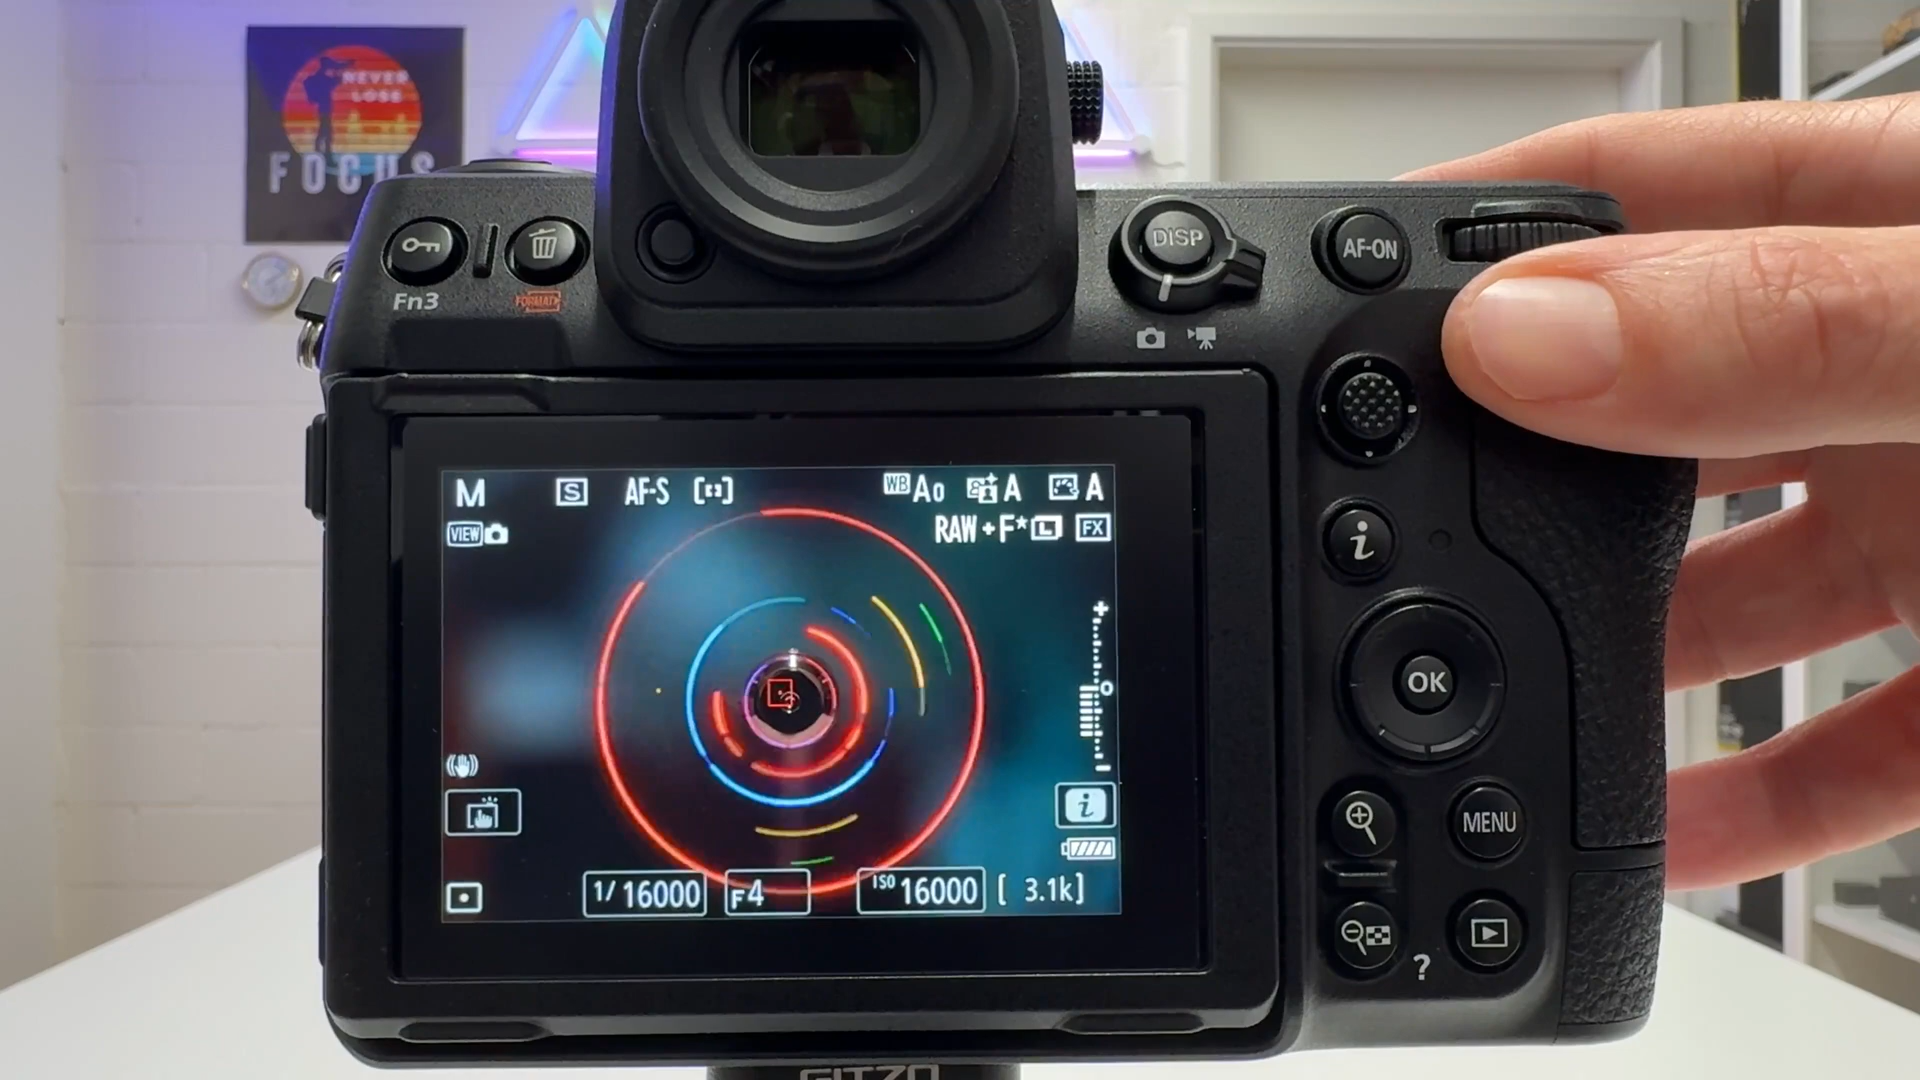 NEVER
LOSE
FOCUS
Fn3
FORMAT
DISP
AF-ON
M
S
AF-S
WB A0
A
A
VIEW
RAW+F*L
FX
+
0
-
i
i
OK
MENU
1/16000
F4
ISO 16000
[3.1k]
?
GITZO